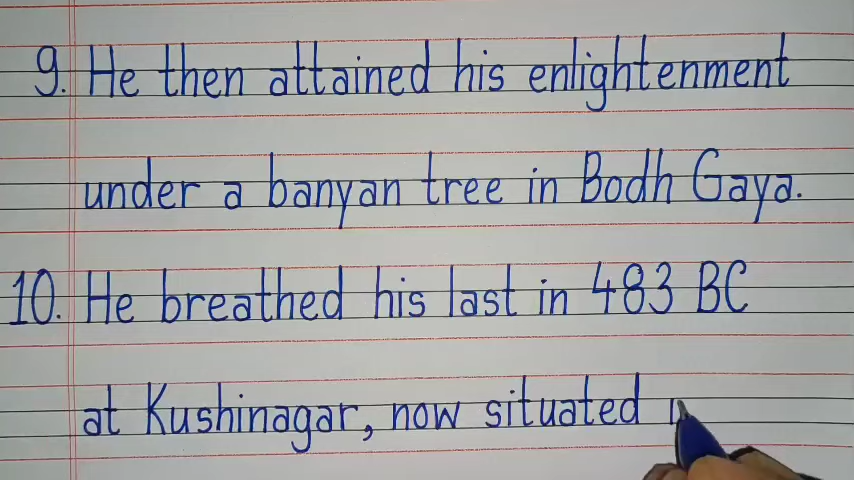 9. He then attained his enlightenment
under a banyan tree in Bodh Gaya.
10. He breathed his last in 483 BC
at Kushinagar, now situated